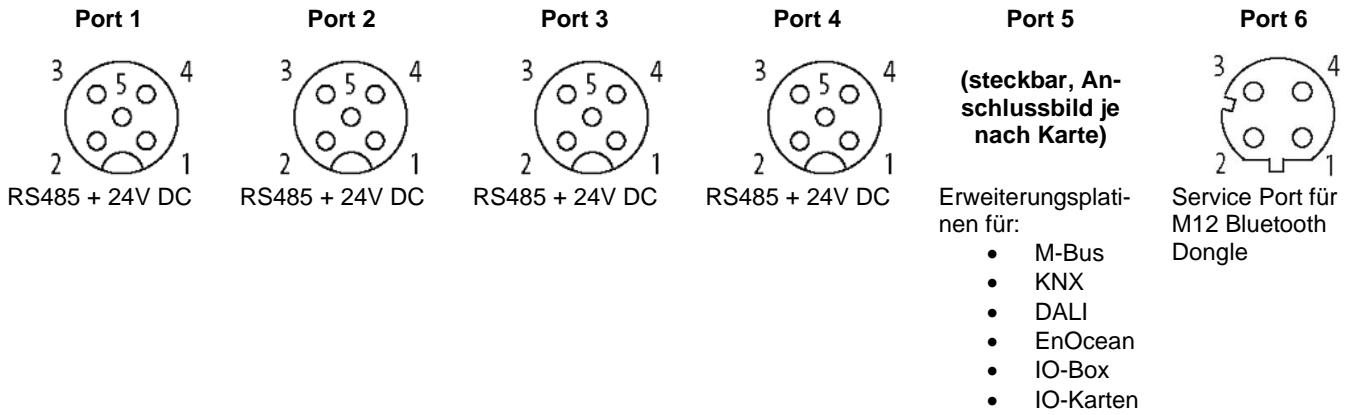 Port 1
3 4
5
2 1
RS485 + 24V DC
Port 2
3 4
5
2 1
RS485 + 24V DC
Port 3
3 4
5
2 1
RS485 + 24V DC
Port 4
3 4
5
2 1
RS485 + 24V DC
Port 5
(steckbar, An-
schlussbild je
nach Karte)
Erweiterungsplati-
nen für:
• M-Bus
• KNX
• DALI
• EnOcean
• IO-Box
• IO-Karten
Port 6
3 4
2 1
Service Port für
M12 Bluetooth
Dongle